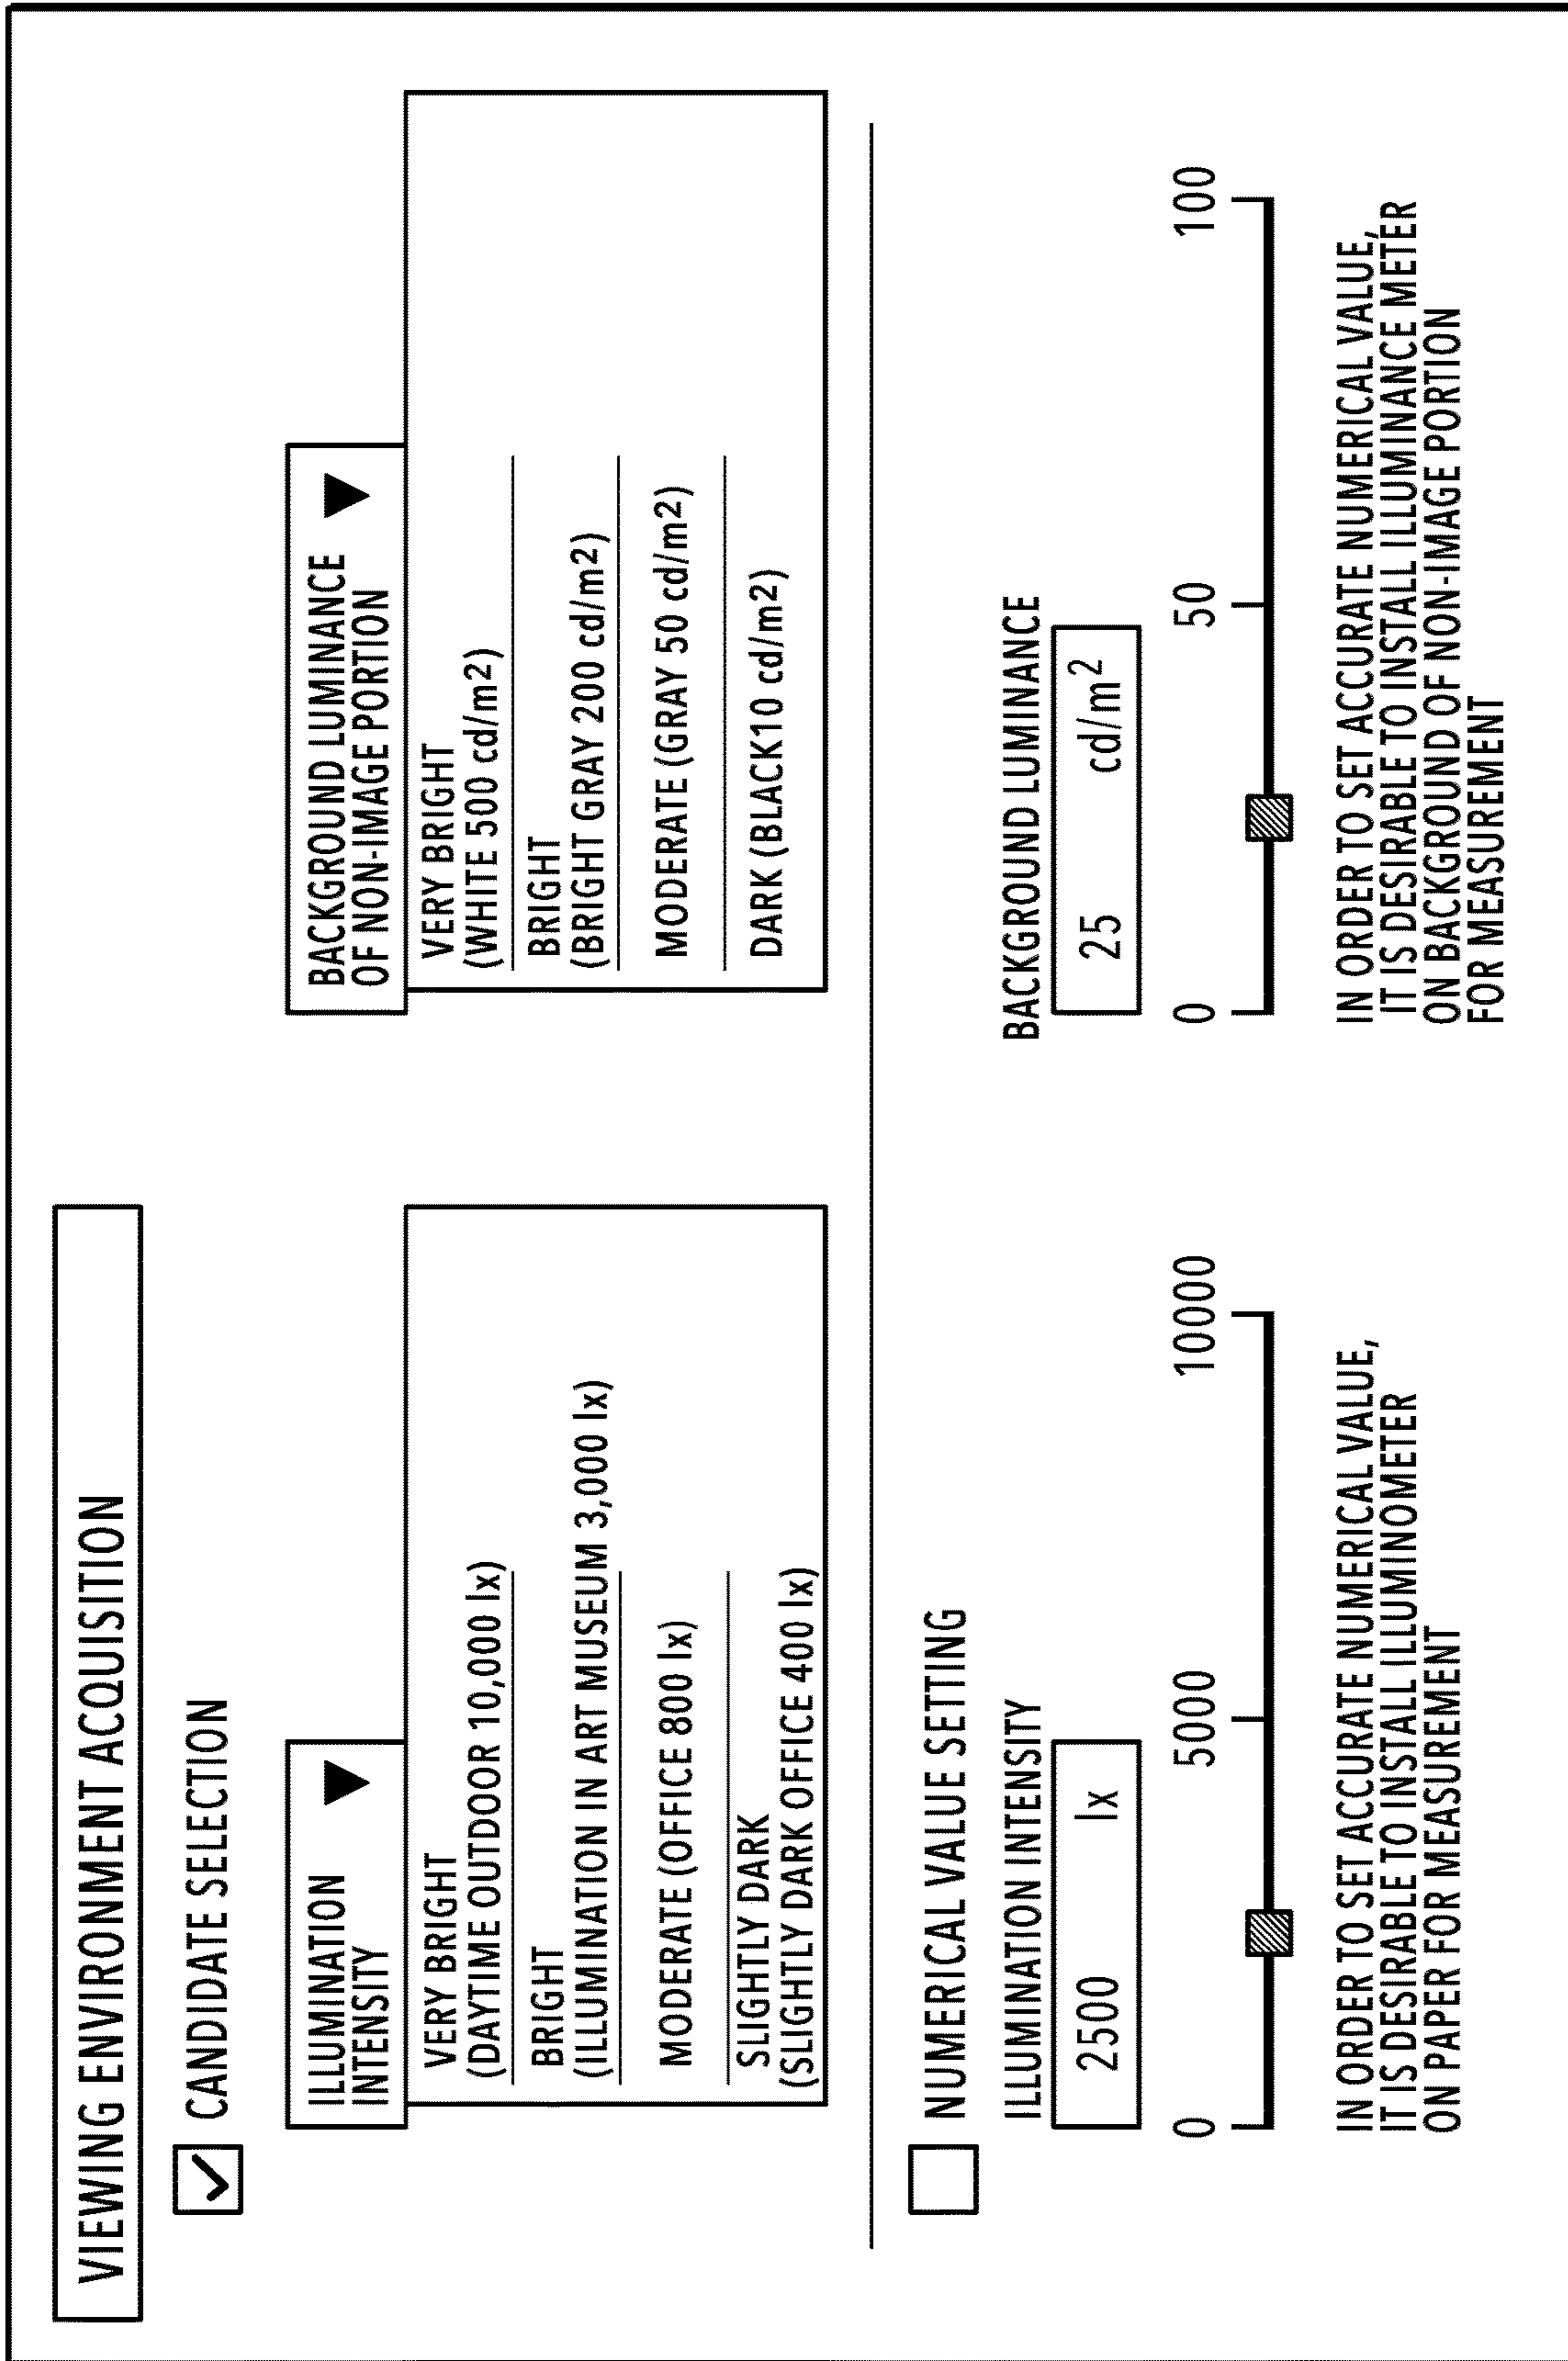 VIEWING ENVIRONMENT ACQUISITION
CANDIDATE SELECTION
ILLUMINATION
INTENSITY
VERY BRIGHT
(DAYTIME OUTDOOR 10,000 lx)
BRIGHT
(ILLUMINATION IN ART MUSEUM 3,000 lx)
MODERATE (OFFICE 800 lx)
SLIGHTLY DARK
(SLIGHTLY DARK OFFICE 400 lx)
BACKGROUND LUMINANCE
OF NON-IMAGE PORTION
VERY BRIGHT
(WHITE 500 cd/m²)
BRIGHT
(BRIGHT GRAY 200 cd/m²)
MODERATE (GRAY 50 cd/m²)
DARK (BLACK10 cd/m²)
NUMERICAL VALUE SETTING
ILLUMINATION INTENSITY
2500 lx
0 5000 10000
IN ORDER TO SET ACCURATE NUMERICAL VALUE,
IT IS DESIRABLE TO INSTALL ILLUMINOMETER
ON PAPER FOR MEASUREMENT
BACKGROUND LUMINANCE
25 cd/m²
0 50 100
IN ORDER TO SET ACCURATE NUMERICAL VALUE,
IT IS DESIRABLE TO INSTALL ILLUMINANCE METER
ON BACKGROUND OF NON-IMAGE PORTION
FOR MEASUREMENT